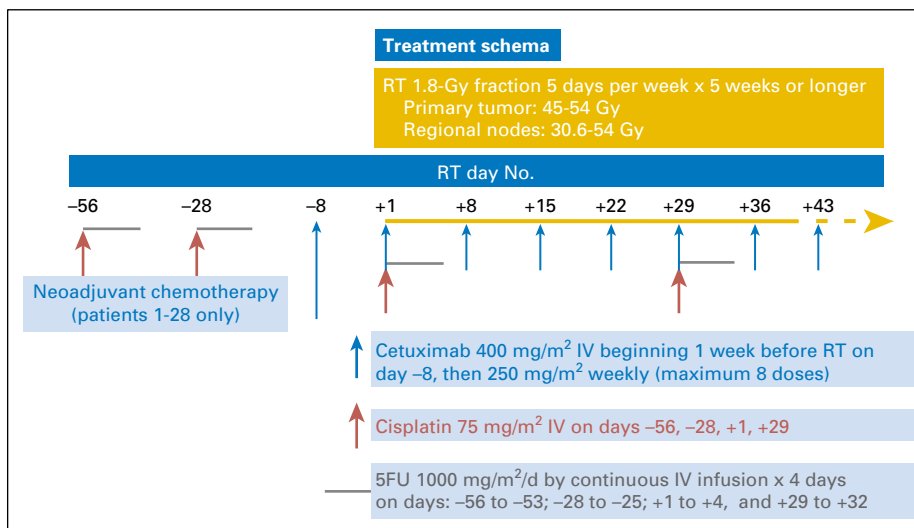 Treatment schema
RT 1.8-Gy fraction 5 days per week x 5 weeks or longer
Primary tumor: 45-54 Gy
Regional nodes: 30.6-54 Gy
RT day No.
–56 –28 –8 +1 +8 +15 +22 +29 +36 +43
Neoadjuvant chemotherapy
(patients 1-28 only)
Cetuximab 400 mg/m² IV beginning 1 week before RT on
day –8, then 250 mg/m² weekly (maximum 8 doses)
Cisplatin 75 mg/m² IV on days –56, –28, +1, +29
5FU 1000 mg/m²/d by continuous IV infusion x 4 days
on days: –56 to –53; –28 to –25; +1 to +4, and +29 to +32